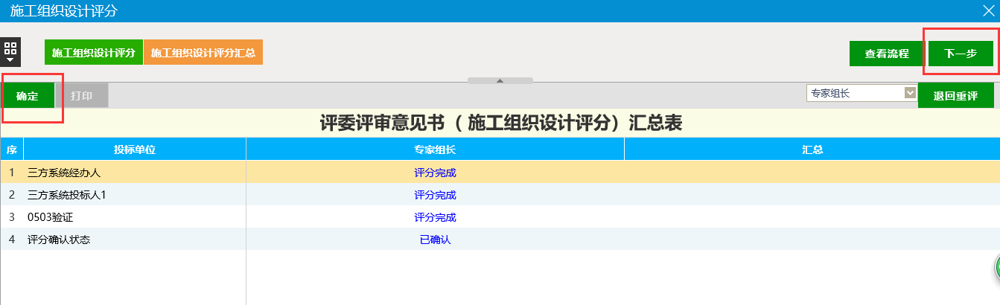 施工组织设计评分
施工组织设计评分 施工组织设计评分汇总 查看流程 下一步
确定 打印 专家组长 退回重评
评委评审意见书（ 施工组织设计评分）汇总表
序 投标单位 专家组长 汇总
1 三方系统经办人 评分完成
2 三方系统投标人1 评分完成
3 0503验证 评分完成
4 评分确认状态 已确认